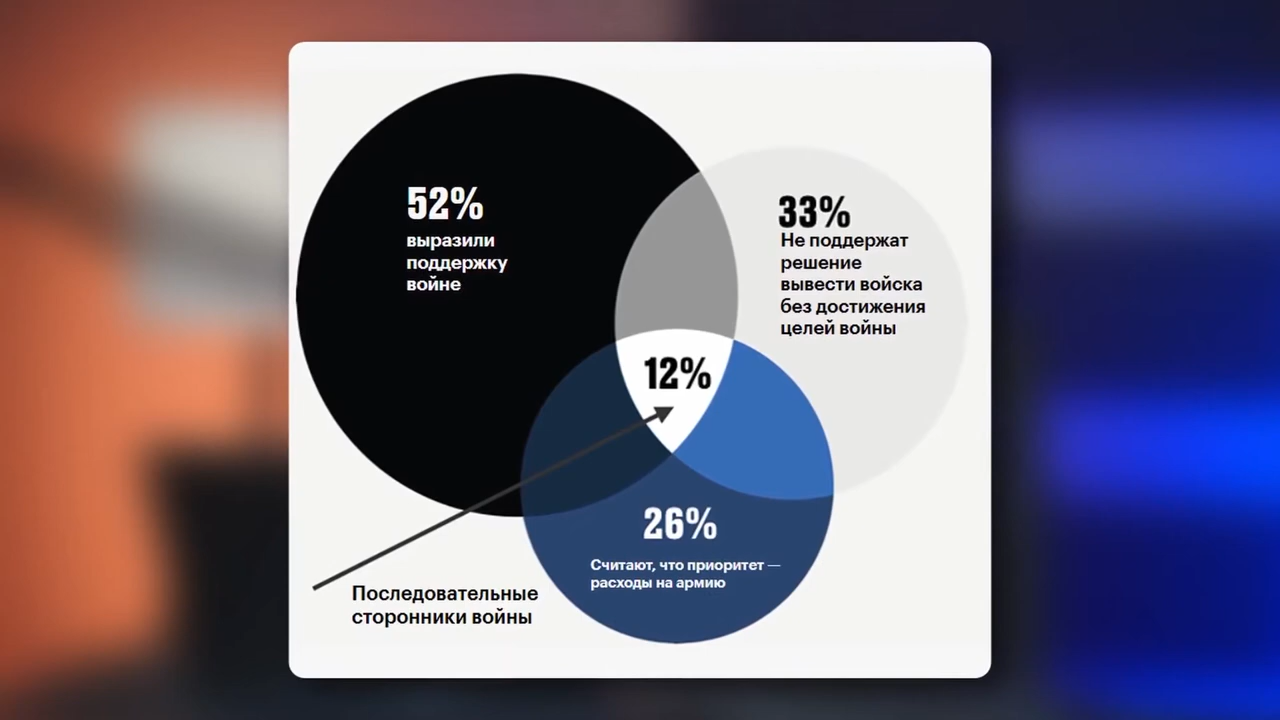 52%
выразили
поддержку
войне
33%
Не поддержат
решение
вывести войска
без достижения
целей войны
12%
26%
Считают, что приоритет —
расходы на армию
Последовательные
сторонники войны